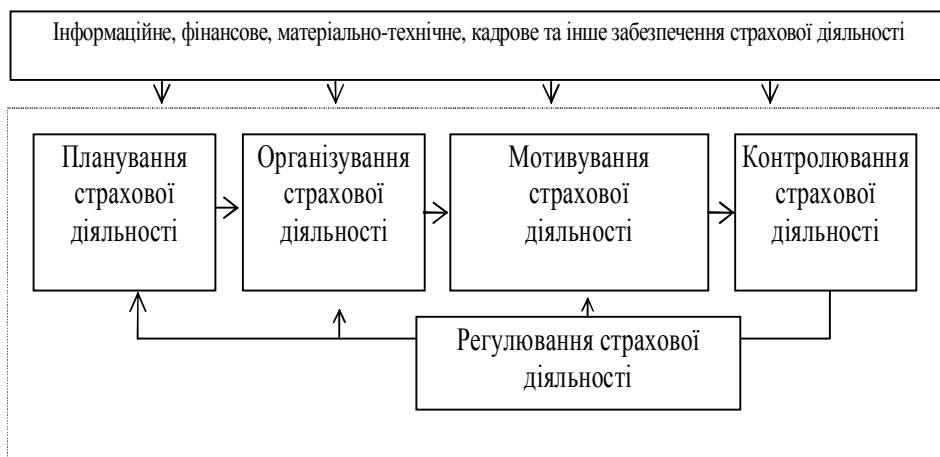 Інформаційне, фінансове, матеріально-технічне, кадрове та інше забезпечення страхової діяльності
Планування
страхової
діяльності
Організування
страхової
діяльності
Мотивування
страхової
діяльності
Контролювання
страхової
діяльності
Регулювання страхової
діяльності